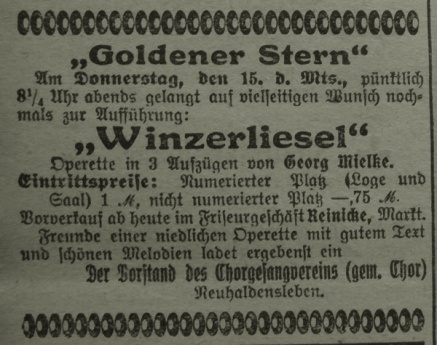 „Goldener Stern“
Am Donnerstag, den 15. d. Mts., pünktlich
8¼ Uhr abends gelangt auf vielseitigen Wunsch noch-
mals zur Aufführung:
„Winzerliesel“
Operette in 3 Aufzügen von Georg Mielke.
Eintrittspreise: Numerierter Platz (Loge und
Saal) 1 M, nicht numerierter Platz —,75 M.
Vorverkauf ab heute im Friseurgeschäft Reinicke, Markt.
Freunde einer niedlichen Operette mit gutem Text
und schönen Melodien ladet ergebenst ein
Der Vorstand des Chorgesangvereins (gem. Chor)
Neuhaldensleben.